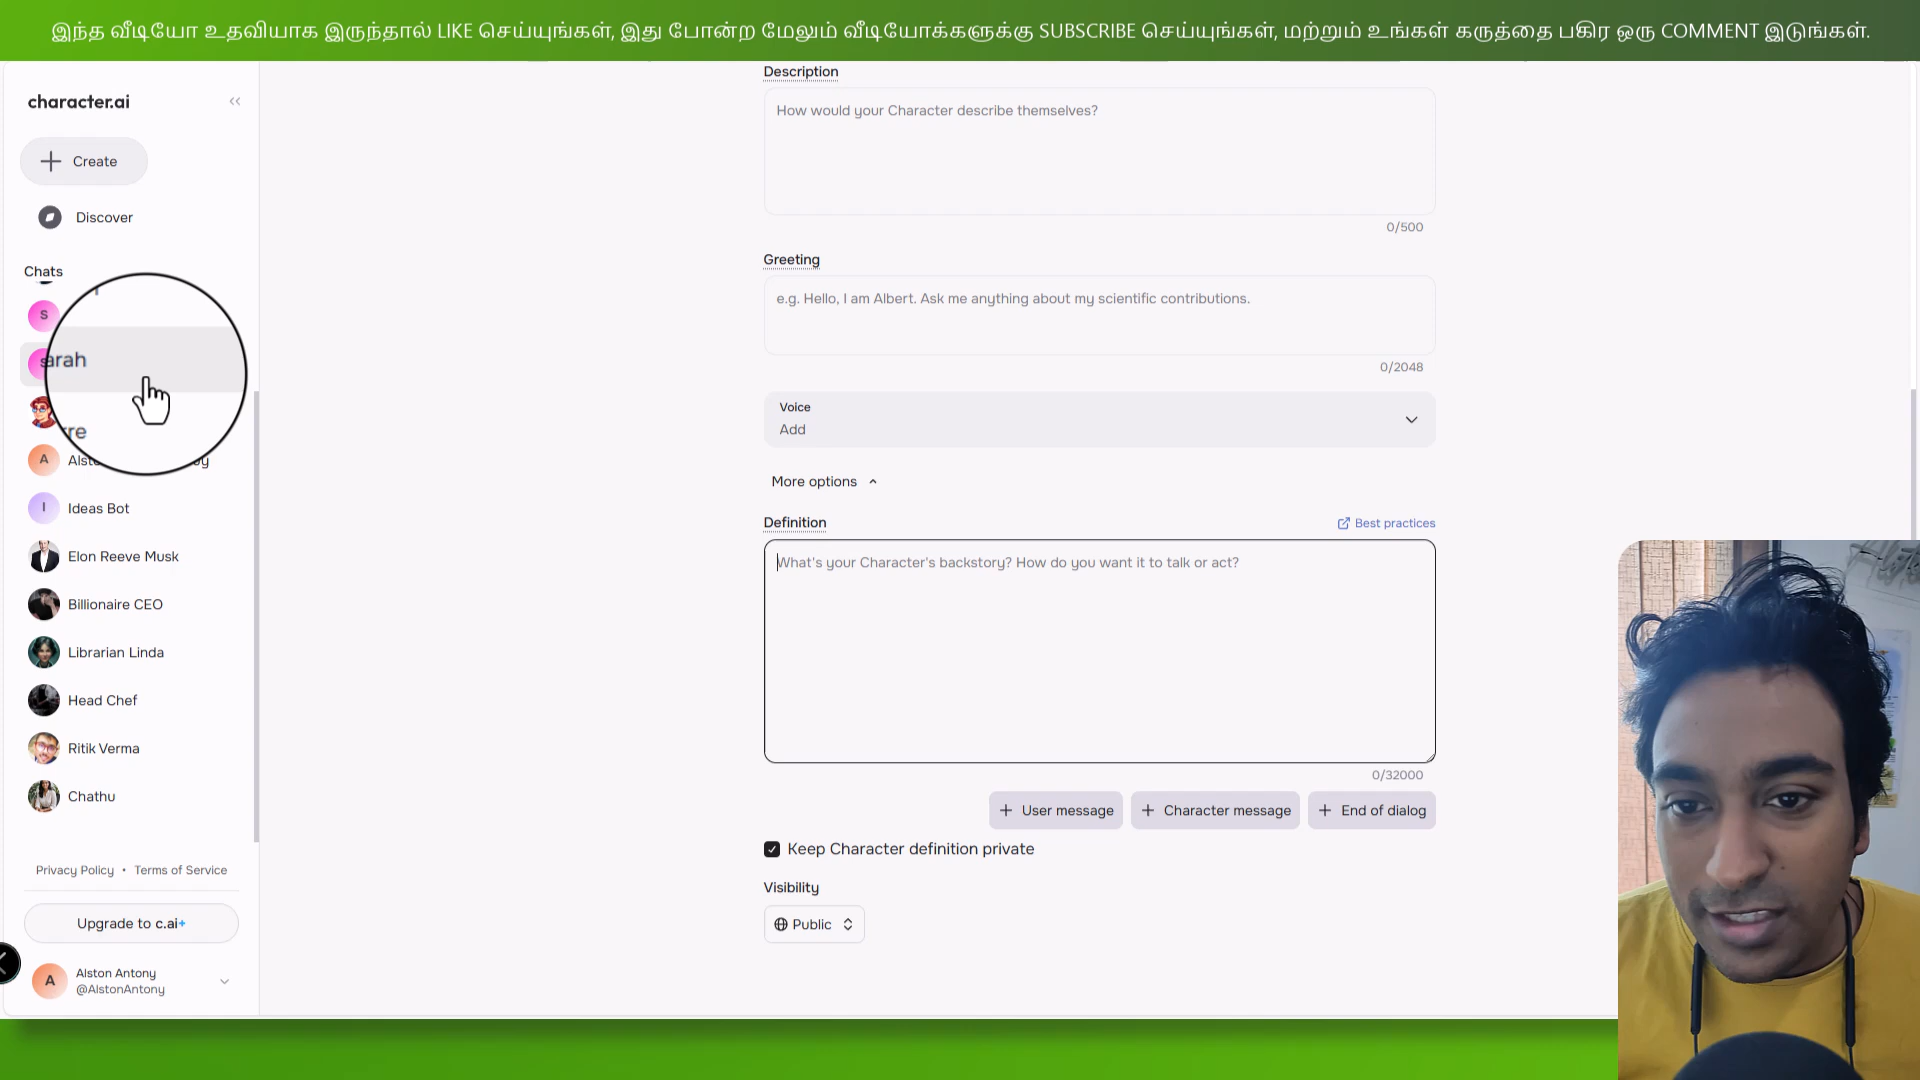 இந்த வீடியோ உதவியாக இருந்தால் LIKE செய்யுங்கள், இது போன்ற மேலும் வீடியோக்களுக்கு SUBSCRIBE செய்யுங்கள், மற்றும் உங்கள் கருத்தை பகிர ஒரு COMMENT இடுங்கள்.
character.ai
Create
Discover
Chats
S
arah
re
A
I Ideas Bot
Elon Reeve Musk
Billionaire CEO
Librarian Linda
Head Chef
Ritik Verma
Chathu
Privacy Policy • Terms of Service
Upgrade to c.ai+
A Alston Antony
@AlstonAntony
Description
How would your Character describe themselves?
0/500
Greeting
e.g. Hello, I am Albert. Ask me anything about my scientific contributions.
0/2048
Voice
Add
More options
Definition Best practices
What's your Character's backstory? How do you want it to talk or act?
0/32000
User message Character message End of dialog
Keep Character definition private
Visibility
Public